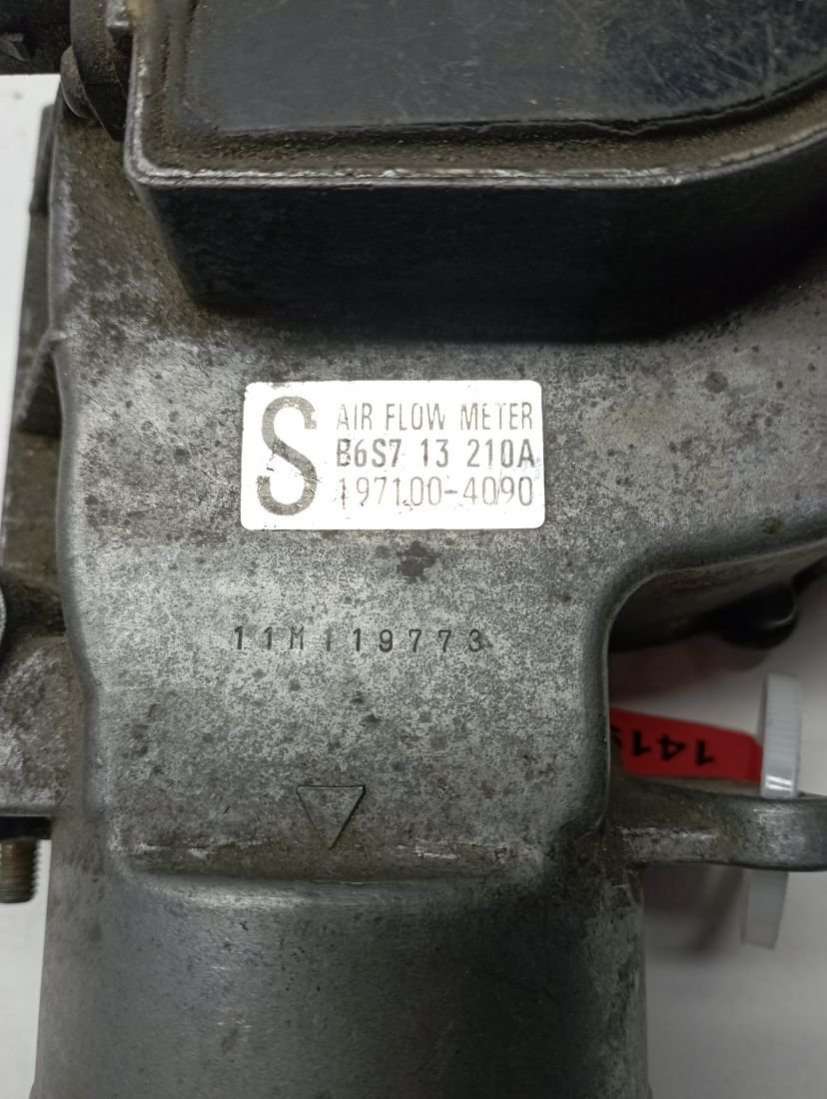 S
AIR FLOW METER
B6S7 13 210A
197100-4090
11M119773